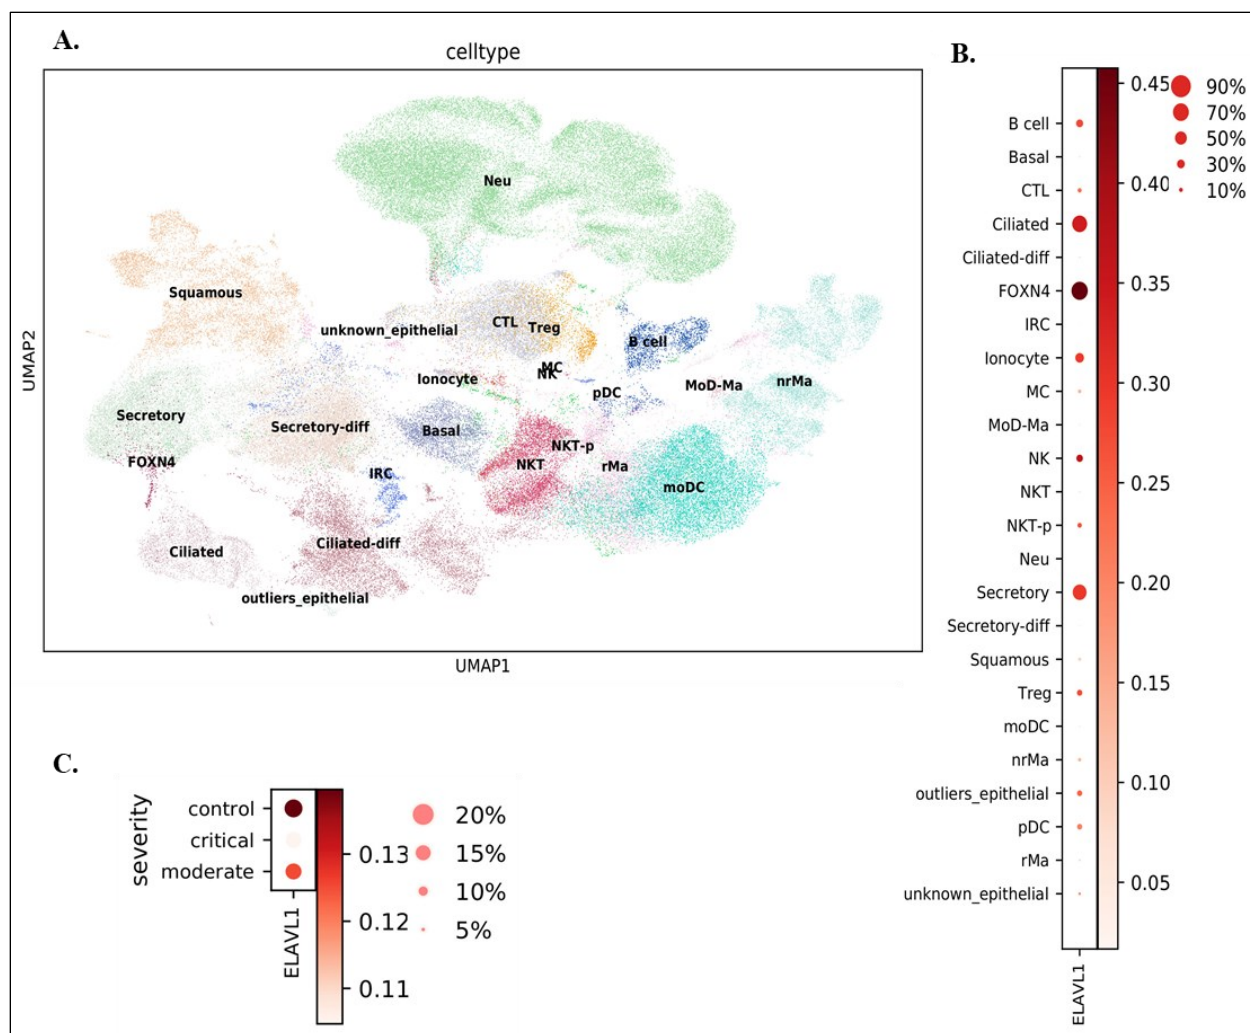 A.
celltype
Neu
Squamous
unknown_epithelial
CTL
Treg
B cell
MC
NK
Ionocyte
pDC
MoD-Ma
nrMa
Secretory
Secretory-diff
Basal
NKT-p
FOXN4
IRC
NKT
rMa
moDC
Ciliated
Ciliated-diff
outliers_epithelial
UMAP2
UMAP1
B.
B cell
Basal
CTL
Ciliated
Ciliated-diff
FOXN4
IRC
Ionocyte
MC
MoD-Ma
NK
NKT
NKT-p
Neu
Secretory
Secretory-diff
Squamous
Treg
moDC
nrMa
outliers_epithelial
pDC
rMa
unknown_epithelial
ELAVL1
0.45
0.40
0.35
0.30
0.25
0.20
0.15
0.10
0.05
90%
70%
50%
30%
10%
C.
severity
control
critical
moderate
ELAVL1
0.13
0.12
0.11
20%
15%
10%
5%